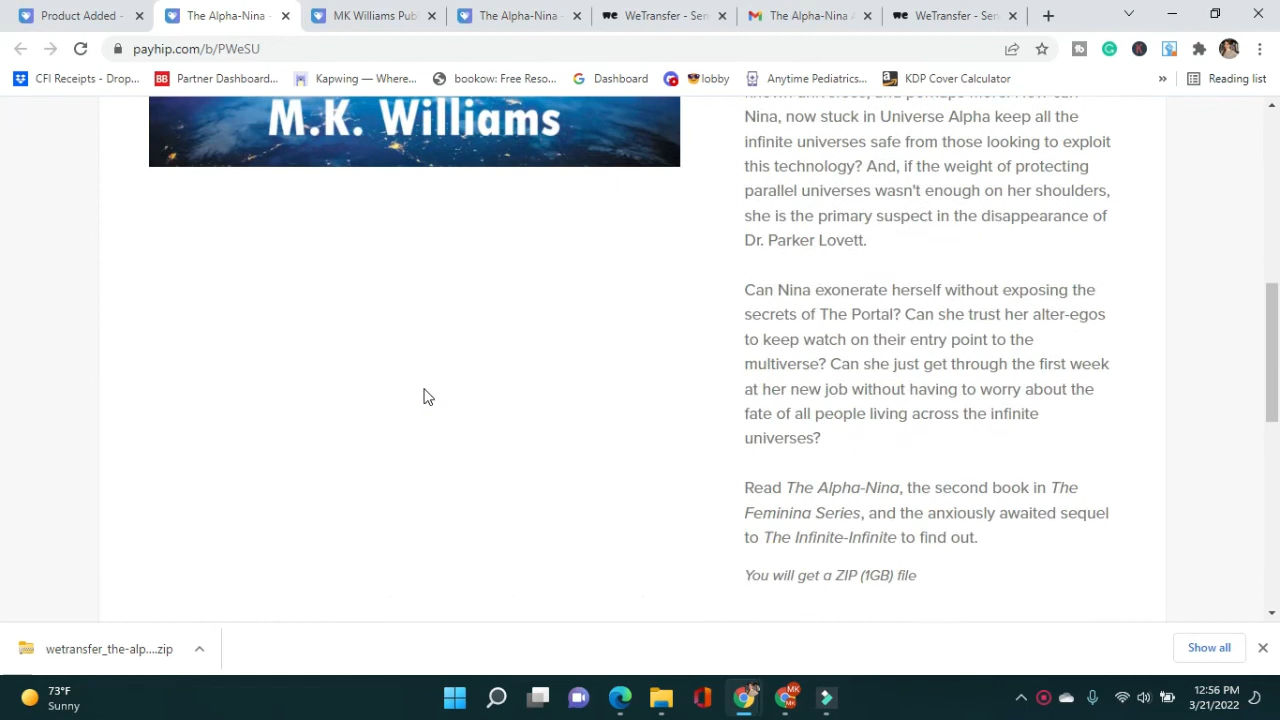 Product Added -
The Alpha-Nina -
MK Williams Pub
The Alpha-Nina -
WeTransfer - Sen
The Alpha-Nina A
WeTransfer - Sen
payhip.com/b/PWeSU
CFI Receipts - Drop...
BB Partner Dashboard...
Kapwing — Where...
bookow: Free Reso...
Dashboard
lobby
Anytime Pediatrics...
KDP Cover Calculator
»
Reading list
M.K. Williams
Nina, now stuck in Universe Alpha keep all the
infinite universes safe from those looking to exploit
this technology? And, if the weight of protecting
parallel universes wasn't enough on her shoulders,
she is the primary suspect in the disappearance of
Dr. Parker Lovett.
Can Nina exonerate herself without exposing the
secrets of The Portal? Can she trust her alter-egos
to keep watch on their entry point to the
multiverse? Can she just get through the first week
at her new job without having to worry about the
fate of all people living across the infinite
universes?
Read The Alpha-Nina, the second book in The
Feminina Series, and the anxiously awaited sequel
to The Infinite-Infinite to find out.
You will get a ZIP (1GB) file
wetransfer_the-alp....zip
Show all
73°F
Sunny
12:56 PM
3/21/2022